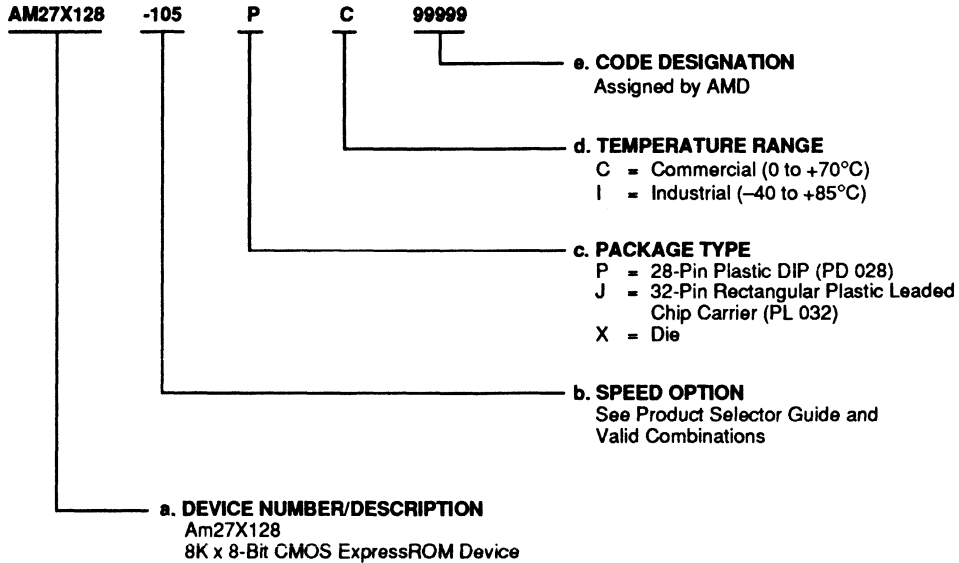 AM27X128 -105 P C 99999
e. CODE DESIGNATION
Assigned by AMD
d. TEMPERATURE RANGE
C = Commercial (0 to +70°C)
I = Industrial (–40 to +85°C)
c. PACKAGE TYPE
P = 28-Pin Plastic DIP (PD 028)
J = 32-Pin Rectangular Plastic Leaded
Chip Carrier (PL 032)
X = Die
b. SPEED OPTION
See Product Selector Guide and
Valid Combinations
a. DEVICE NUMBER/DESCRIPTION
Am27X128
8K x 8-Bit CMOS ExpressROM Device